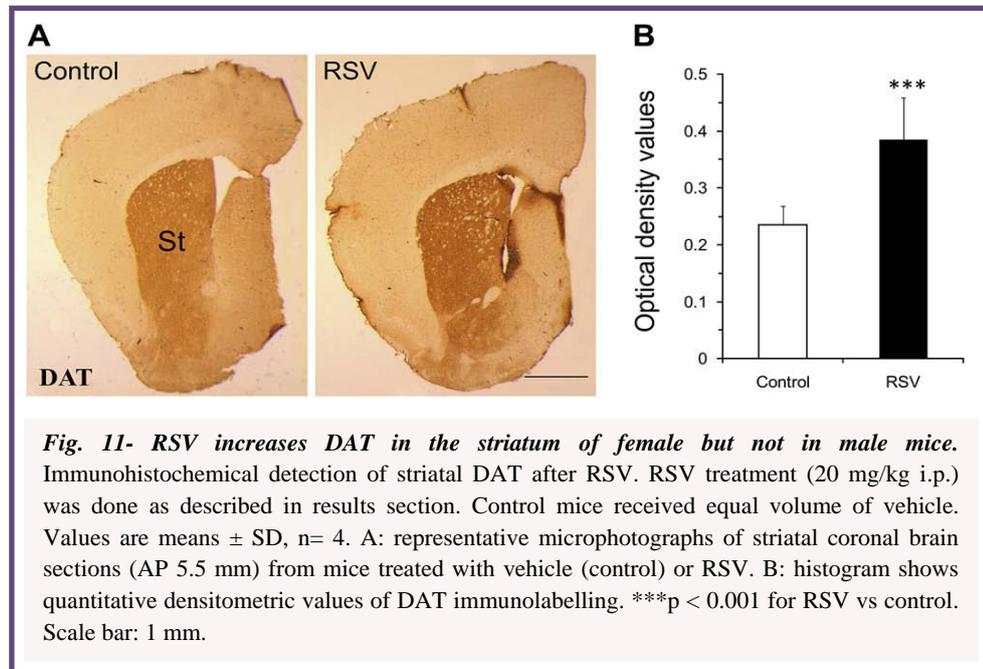 A
B
Control
RSV
St
DAT
Optical density values
0.5
0.4
0.3
0.2
0.1
0
***
Control
RSV
Fig. 11- RSV increases DAT in the striatum of female but not in male mice.
Immunohistochemical detection of striatal DAT after RSV. RSV treatment (20 mg/kg i.p.)
was done as described in results section. Control mice received equal volume of vehicle.
Values are means ± SD, n= 4. A: representative microphotographs of striatal coronal brain
sections (AP 5.5 mm) from mice treated with vehicle (control) or RSV. B: histogram shows
quantitative densitometric values of DAT immunolabelling. ***p < 0.001 for RSV vs control.
Scale bar: 1 mm.